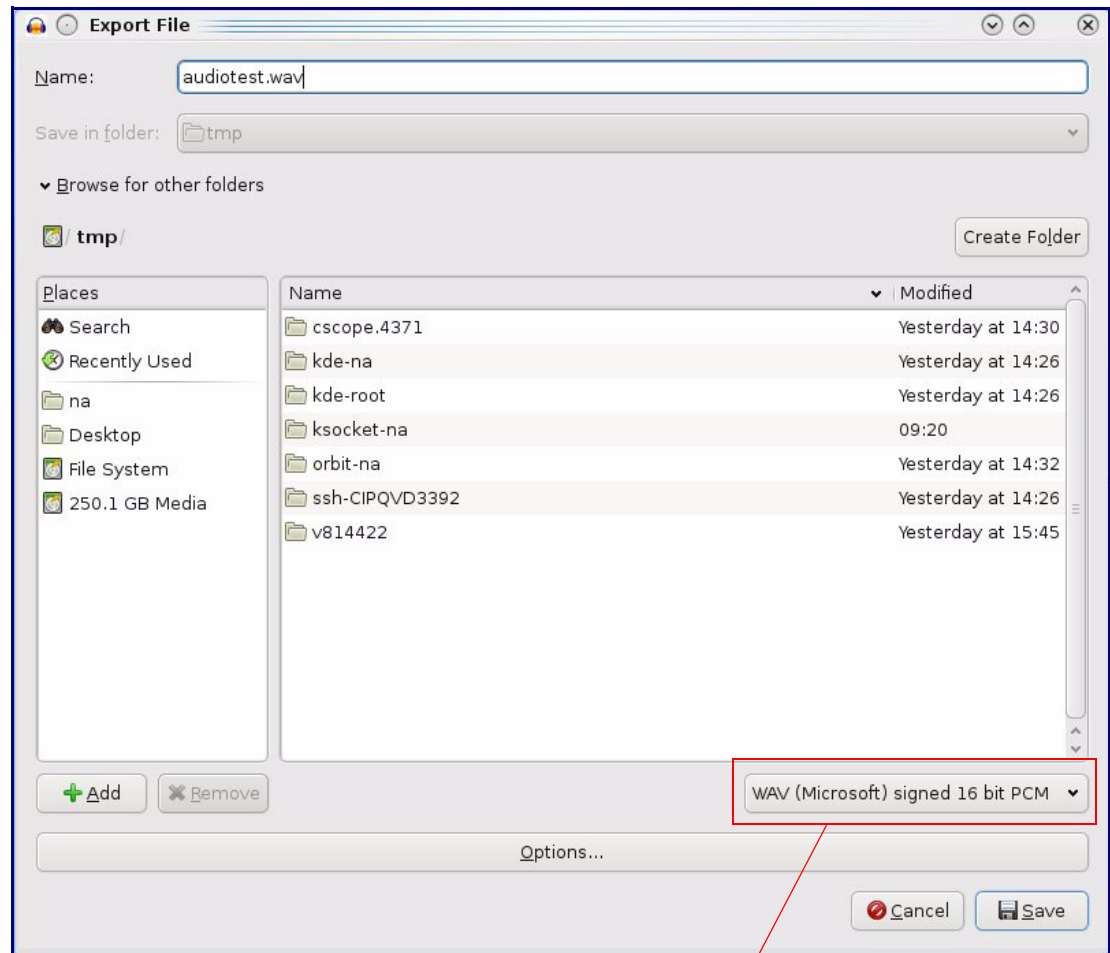 Export File
Name: audiotest.wav
Save in folder: tmp
Browse for other folders
/ tmp /
Create Folder
Places
Name Modified
Search
Recently Used
na
Desktop
File System
250.1 GB Media
cscope.4371 Yesterday at 14:30
kde-na Yesterday at 14:26
kde-root Yesterday at 14:26
ksocket-na 09:20
orbit-na Yesterday at 14:32
ssh-CIPQVD3392 Yesterday at 14:26
v814422 Yesterday at 15:45
Add Remove
WAV (Microsoft) signed 16 bit PCM
Options...
Cancel Save